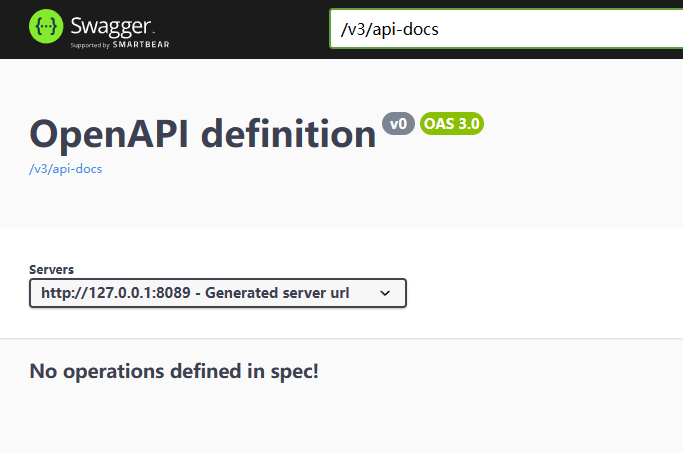 {···} Swagger.
Supported by SMARTBEAR
/v3/api-docs
OpenAPI definition v0 OAS 3.0
/v3/api-docs
Servers
http://127.0.0.1:8089 - Generated server url
No operations defined in spec!